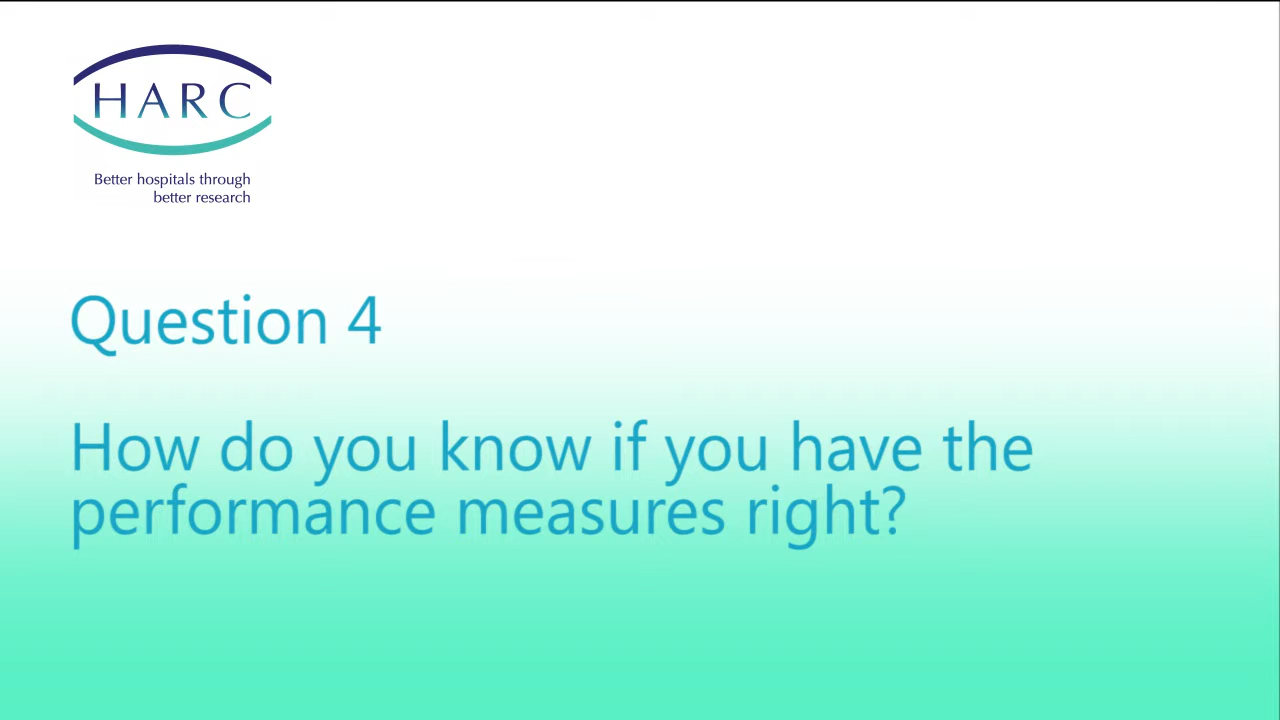 HARC
Better hospitals through
better research
Question 4
How do you know if you have the
performance measures right?